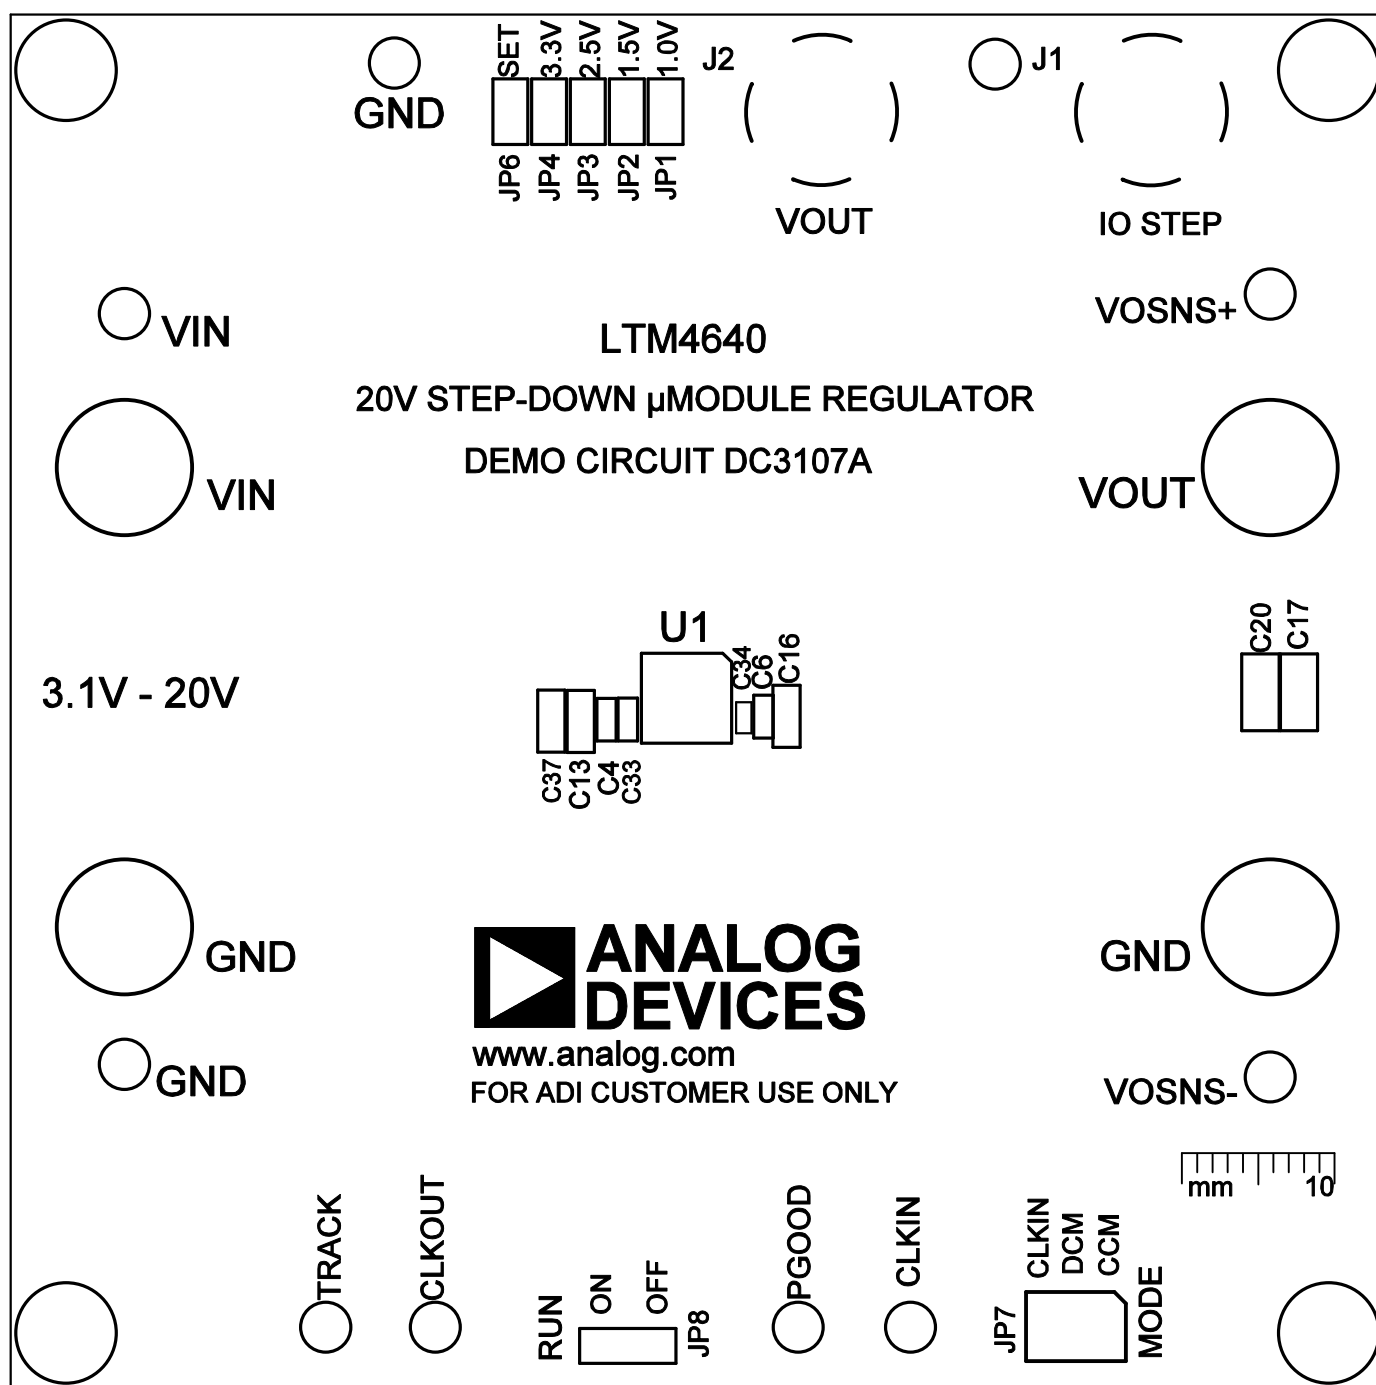 SET
3.3V
2.5V
1.5V
1.0V
J2
J1
GND
JP6
JP4
JP3
JP2
JP1
VOUT
IO STEP
VIN
VOSNS+
LTM4640
20V STEP-DOWN µMODULE REGULATOR
DEMO CIRCUIT DC3107A
VIN
VOUT
U1
C34
C6
C16
C20
C17
3.1V - 20V
C37
C13
C4
C33
GND
GND
ANALOG
DEVICES
www.analog.com
FOR ADI CUSTOMER USE ONLY
GND
VOSNS-
mm 10
TRACK
CLKOUT
RUN
ON
OFF
JP8
PGOOD
CLKIN
JP7
CLKIN
DCM
CCM
MODE